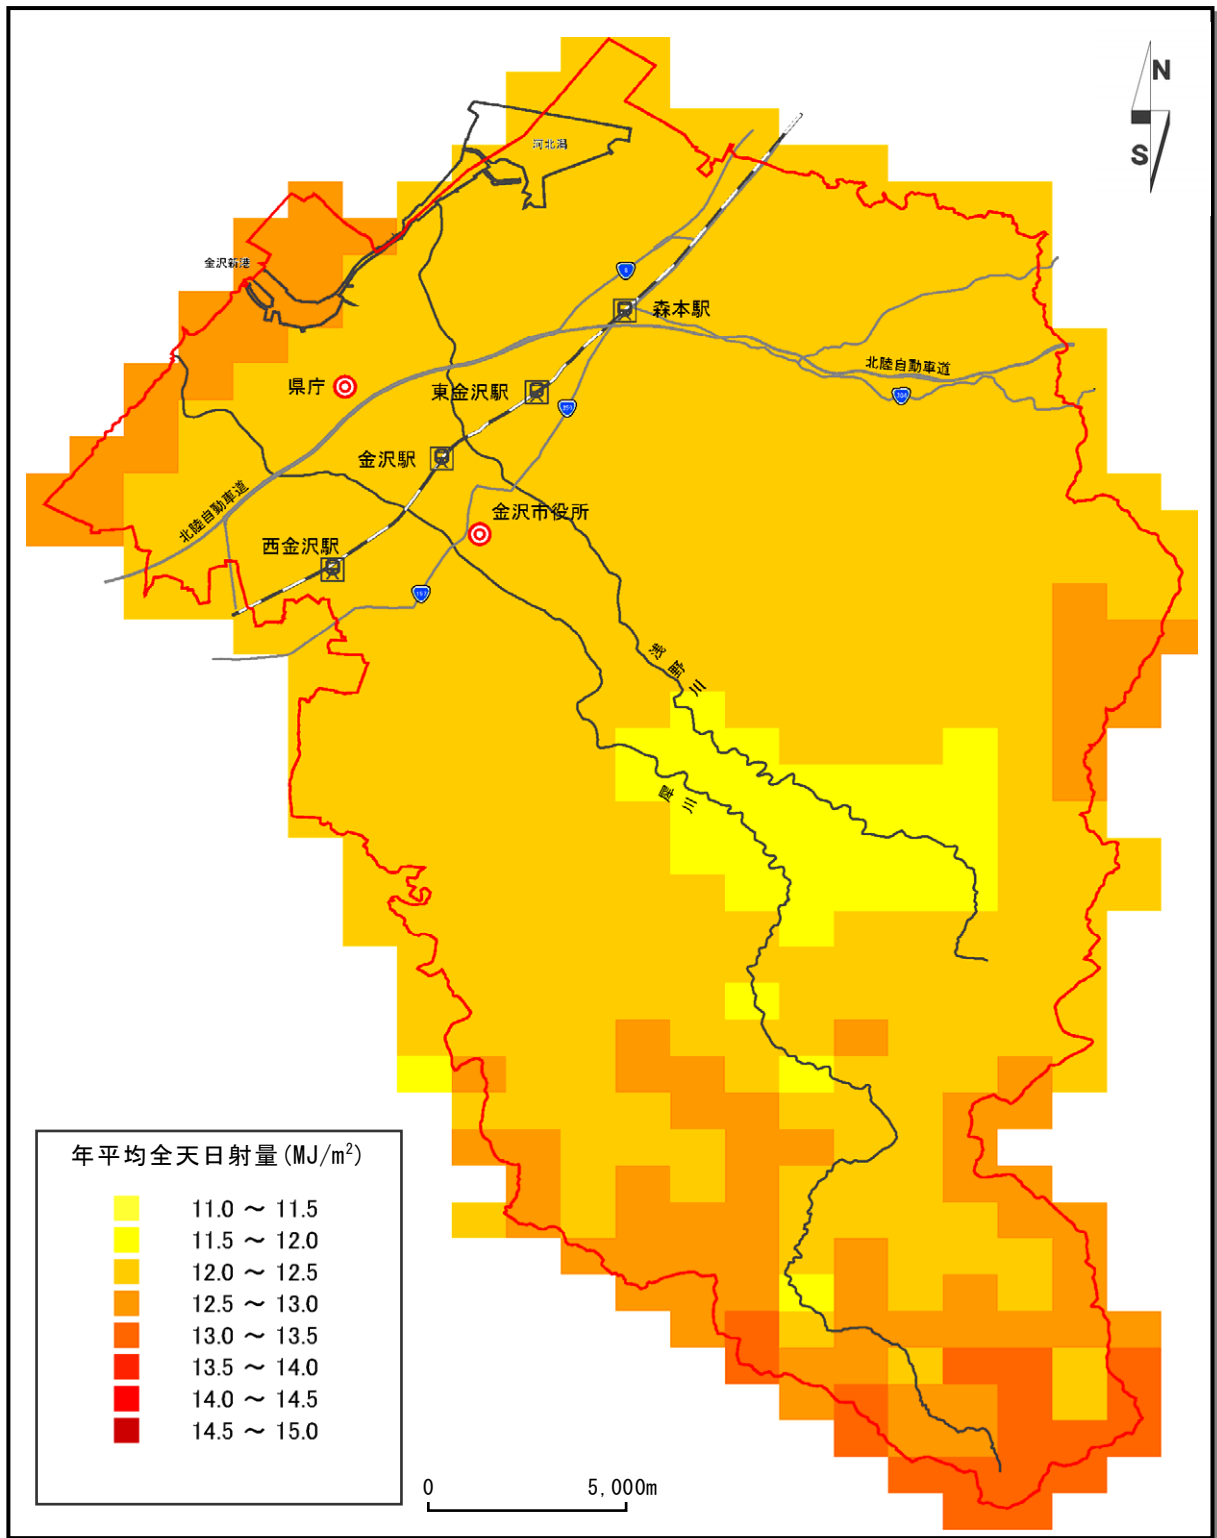 N
S
河北潟
金沢新港
8
森本駅
北陸自動車道
304
県庁
東金沢駅
359
金沢駅
北陸自動車道
金沢市役所
西金沢駅
157
浅野川
犀川
年平均全天日射量(MJ/m²)
11.0 ～ 11.5
11.5 ～ 12.0
12.0 ～ 12.5
12.5 ～ 13.0
13.0 ～ 13.5
13.5 ～ 14.0
14.0 ～ 14.5
14.5 ～ 15.0
0 5,000m